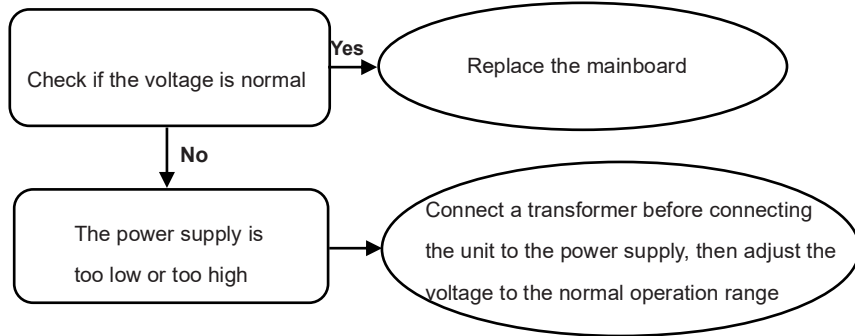 Check if the voltage is normal
Yes
Replace the mainboard
No
The power supply is
too low or too high
Connect a transformer before connecting
the unit to the power supply, then adjust the
voltage to the normal operation range